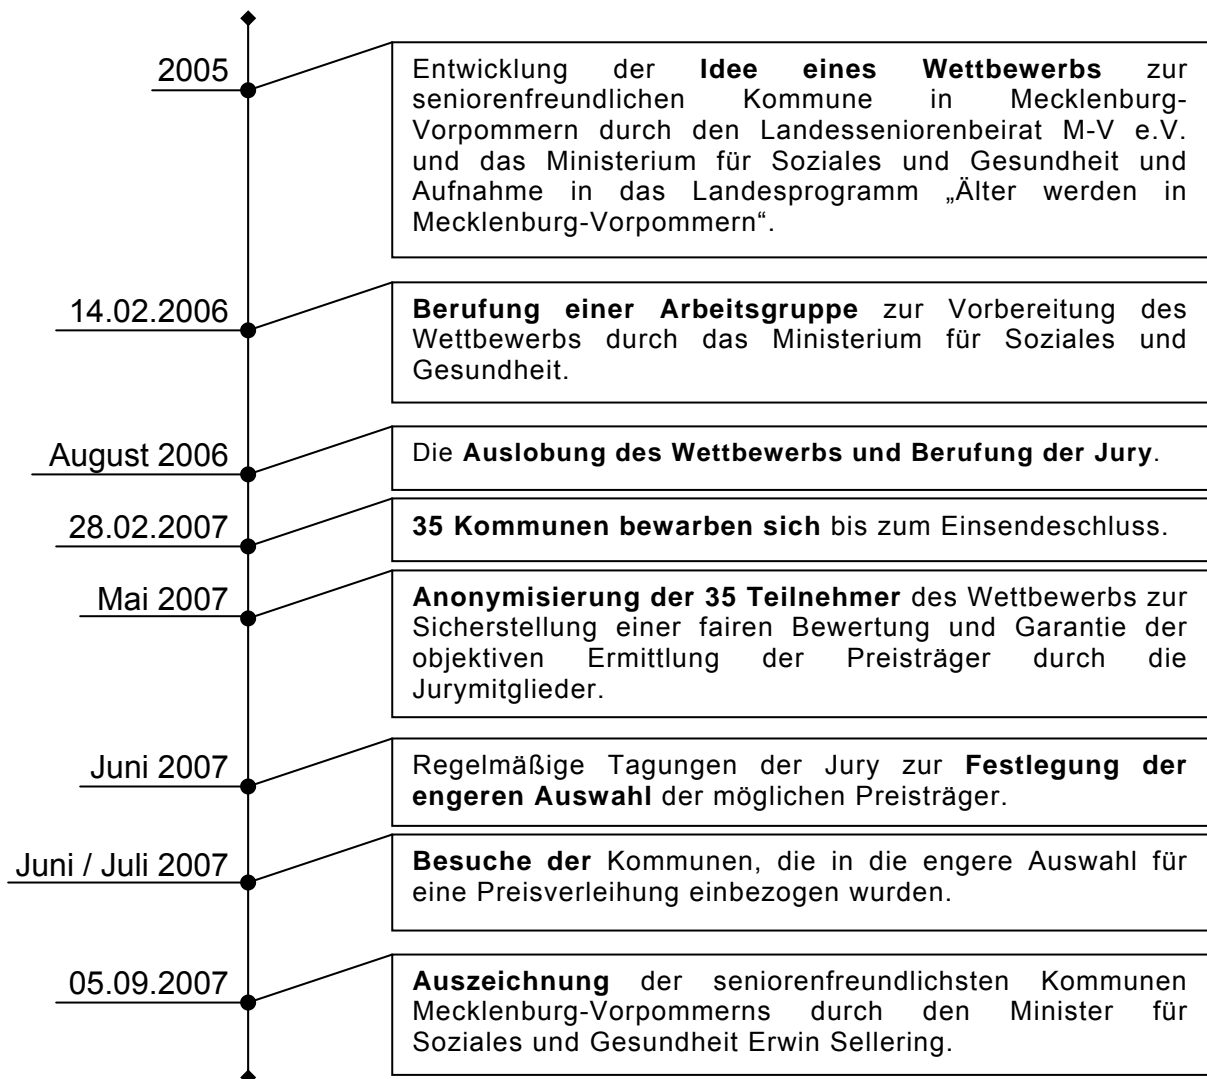 2005
Entwicklung der Idee eines Wettbewerbs zur
seniorenfreundlichen Kommune in Mecklenburg-
Vorpommern durch den Landesseniorenbeirat M-V e.V.
und das Ministerium für Soziales und Gesundheit und
Aufnahme in das Landesprogramm „Älter werden in
Mecklenburg-Vorpommern“.
14.02.2006
Berufung einer Arbeitsgruppe zur Vorbereitung des
Wettbewerbs durch das Ministerium für Soziales und
Gesundheit.
August 2006
Die Auslobung des Wettbewerbs und Berufung der Jury.
28.02.2007
35 Kommunen bewarben sich bis zum Einsendeschluss.
Mai 2007
Anonymisierung der 35 Teilnehmer des Wettbewerbs zur
Sicherstellung einer fairen Bewertung und Garantie der
objektiven Ermittlung der Preisträger durch die
Jurymitglieder.
Juni 2007
Regelmäßige Tagungen der Jury zur Festlegung der
engeren Auswahl der möglichen Preisträger.
Juni / Juli 2007
Besuche der Kommunen, die in die engere Auswahl für
eine Preisverleihung einbezogen wurden.
05.09.2007
Auszeichnung der seniorenfreundlichsten Kommunen
Mecklenburg-Vorpommerns durch den Minister für
Soziales und Gesundheit Erwin Sellering.